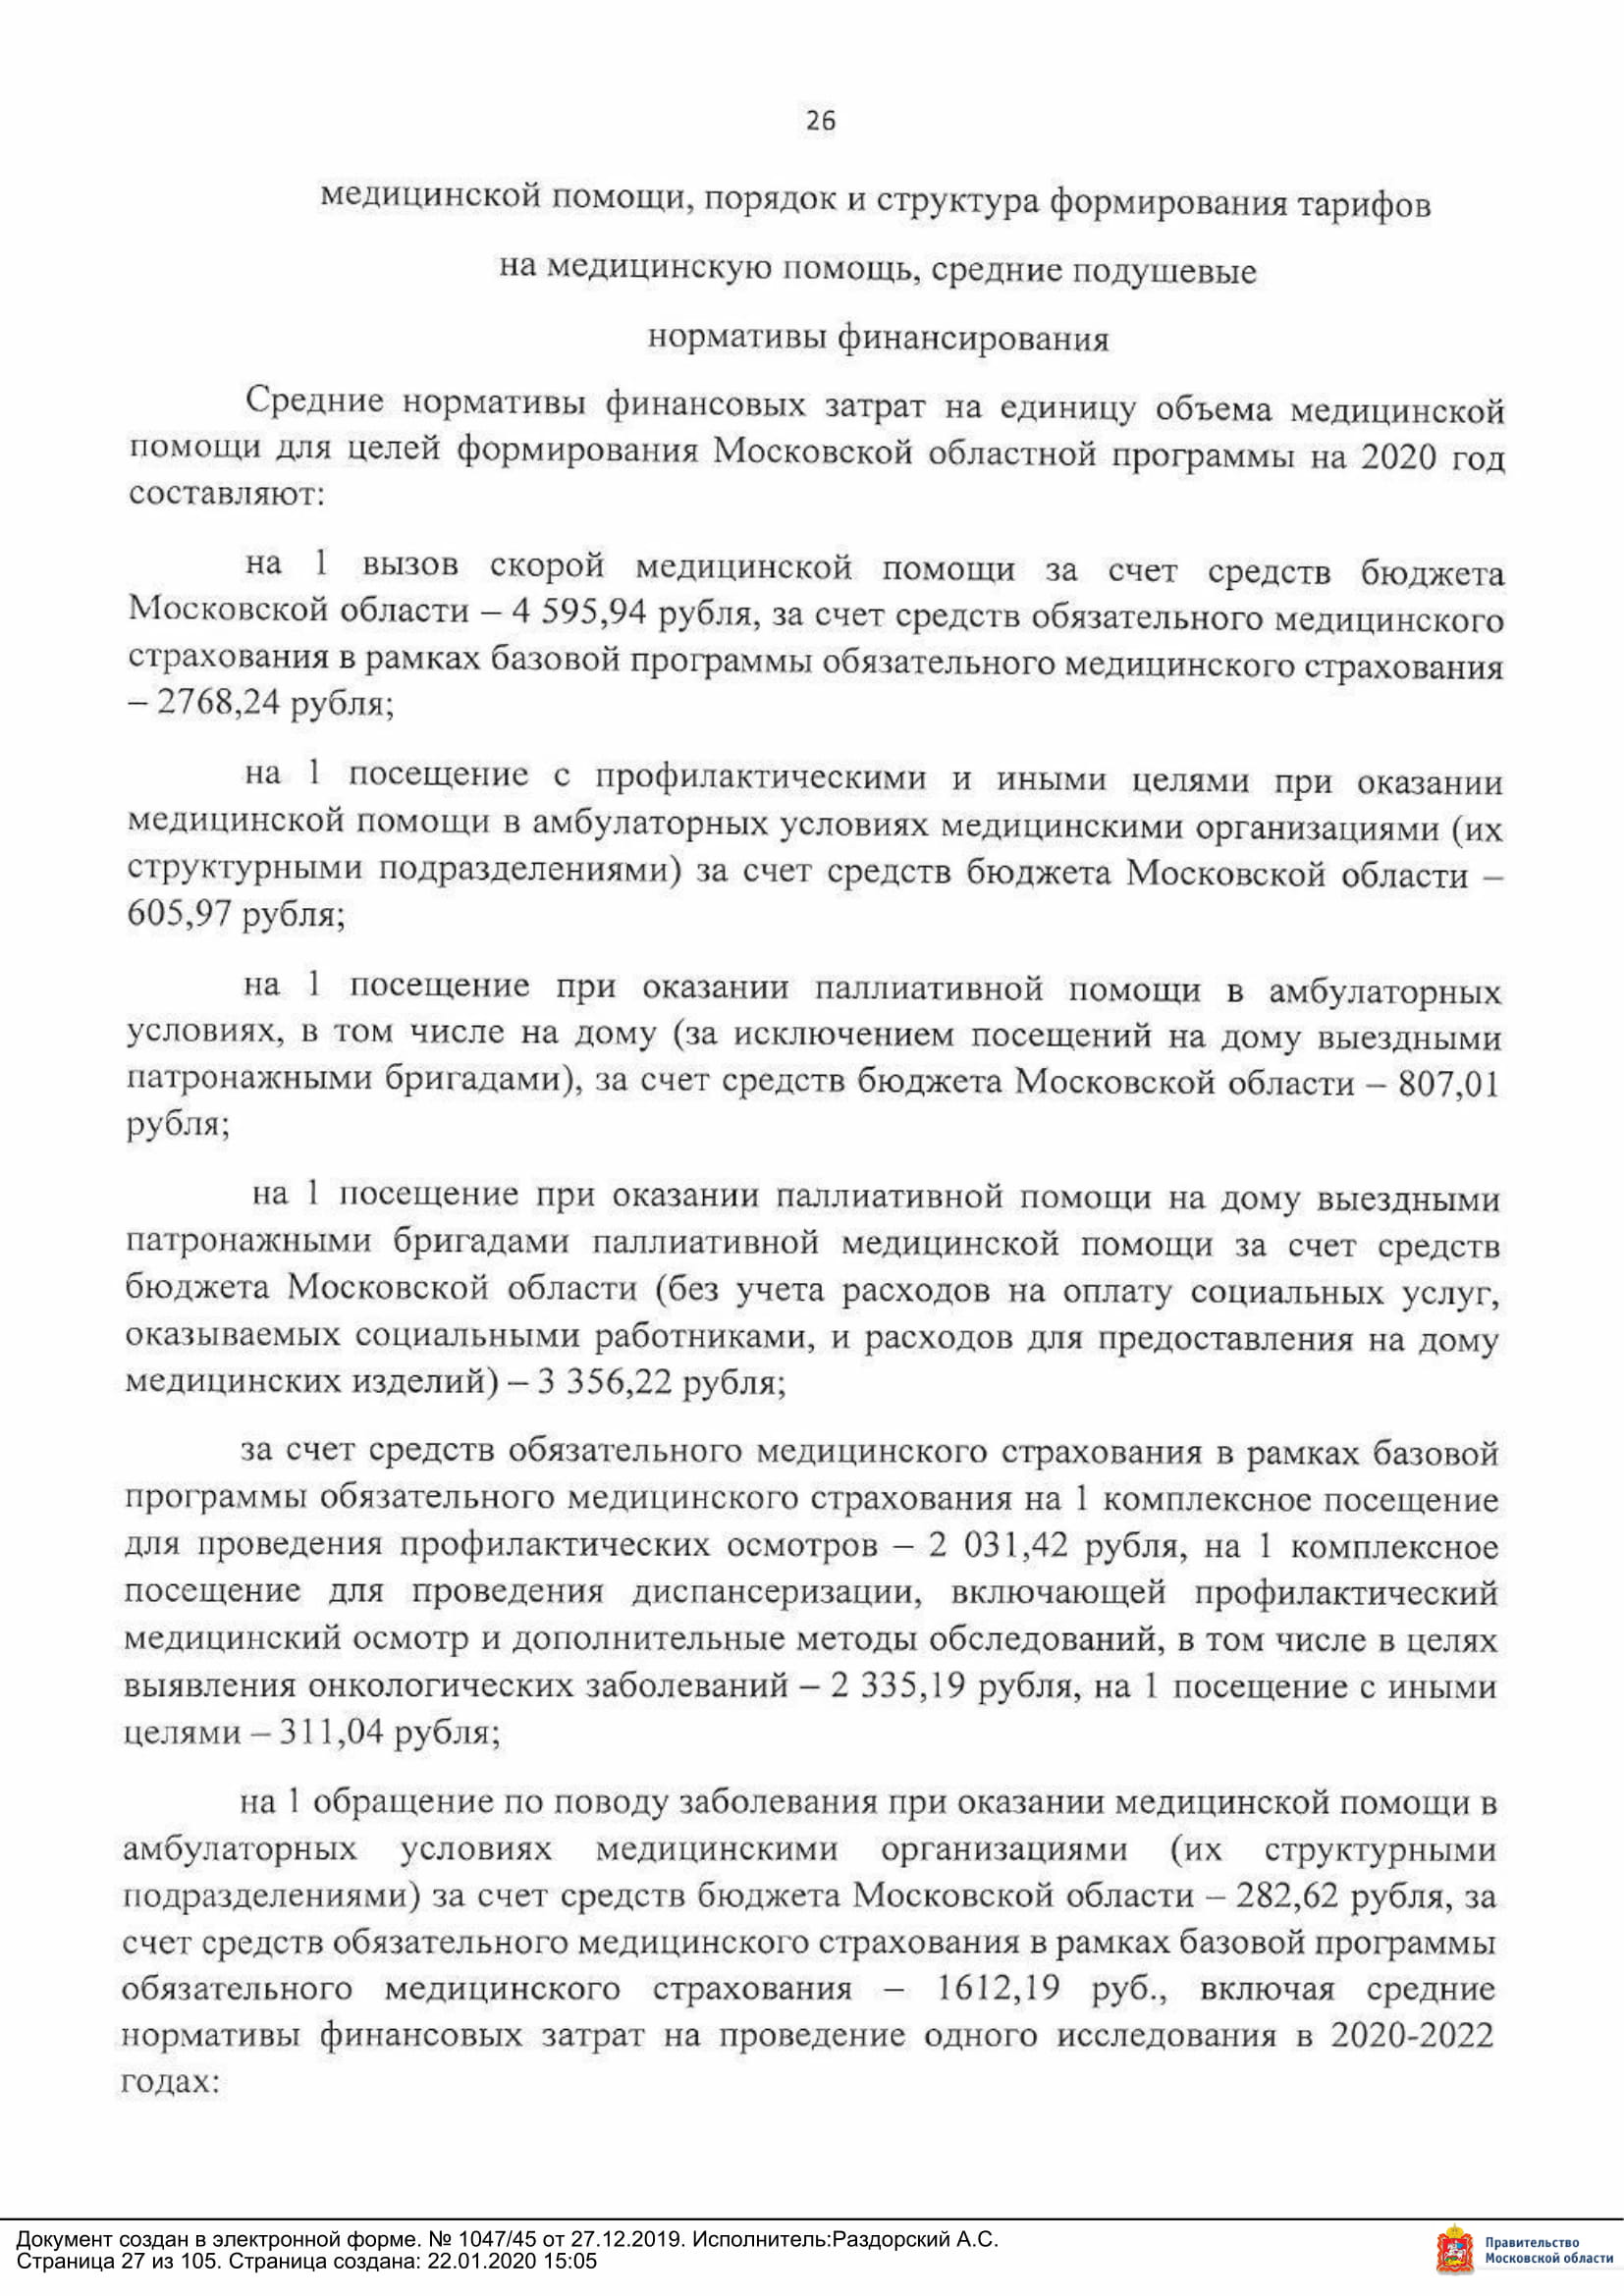 26
медицинской помощи, порядок и структура формирования тарифов
на медицинскую помощь, средние подушевые
нормативы финансирования
Средние нормативы финансовых затрат на единицу объема медицинской
помощи для целей формирования Московской областной программы на 2020 год
составляют:
на 1 вызов скорой медицинской помощи за счет средств бюджета
Московской области – 4 595,94 рубля, за счет средств обязательного медицинского
страхования в рамках базовой программы обязательного медицинского страхования
– 2768,24 рубля;
на 1 посещение с профилактическими и иными целями при оказании
медицинской помощи в амбулаторных условиях медицинскими организациями (их
структурными подразделениями) за счет средств бюджета Московской области –
605,97 рубля;
на 1 посещение при оказании паллиативной помощи в амбулаторных
условиях, в том числе на дому (за исключением посещений на дому выездными
патронажными бригадами), за счет средств бюджета Московской области – 807,01
рубля;
на 1 посещение при оказании паллиативной помощи на дому выездными
патронажными бригадами паллиативной медицинской помощи за счет средств
бюджета Московской области (без учета расходов на оплату социальных услуг,
оказываемых социальными работниками, и расходов для предоставления на дому
медицинских изделий) – 3 356,22 рубля;
за счет средств обязательного медицинского страхования в рамках базовой
программы обязательного медицинского страхования на 1 комплексное посещение
для проведения профилактических осмотров – 2 031,42 рубля, на 1 комплексное
посещение для проведения диспансеризации, включающей профилактический
медицинский осмотр и дополнительные методы обследований, в том числе в целях
выявления онкологических заболеваний – 2 335,19 рубля, на 1 посещение с иными
целями – 311,04 рубля;
на 1 обращение по поводу заболевания при оказании медицинской помощи в
амбулаторных условиях медицинскими организациями (их структурными
подразделениями) за счет средств бюджета Московской области – 282,62 рубля, за
счет средств обязательного медицинского страхования в рамках базовой программы
обязательного медицинского страхования – 1612,19 руб., включая средние
нормативы финансовых затрат на проведение одного исследования в 2020-2022
годах:
Документ создан в электронной форме. № 1047/45 от 27.12.2019. Исполнитель:Раздорский А.С.
Страница 27 из 105. Страница создана: 22.01.2020 15:05
Правительство
Московской области